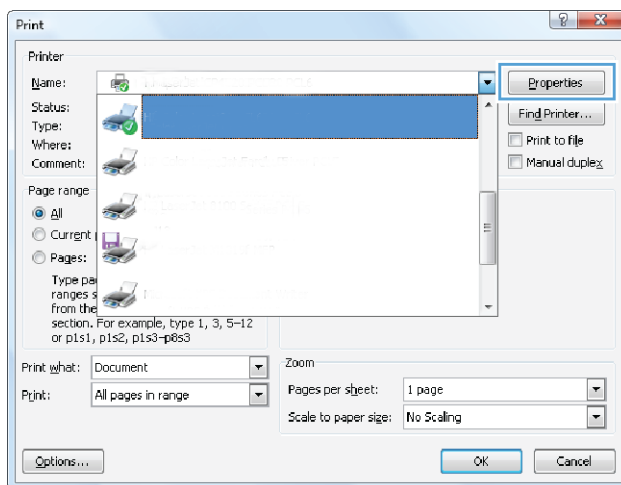 Print
Printer
Name:
Properties
Status:
Find Printer...
Type:
Where:
Print to file
Comment:
Manual duplex
Page range
All
Current
Pages:
Type
ranges
from the
section. For example, type 1, 3, 5–12
or p1s1, p1s2, p1s3–p8s3
Print what: Document
Print: All pages in range
Zoom
Pages per sheet: 1 page
Scale to paper size: No Scaling
Options...
OK
Cancel